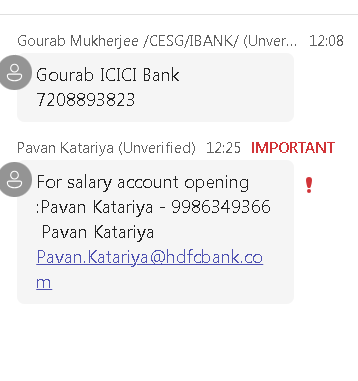 Gourab Mukherjee /CESG/IBANK/ (Unver... 12:08
Gourab ICICI Bank
7208893823
Pavan Katariya (Unverified) 12:25 IMPORTANT
For salary account opening
:Pavan Katariya - 9986349366
Pavan Katariya
Pavan.Katariya@hdfcbank.co
m